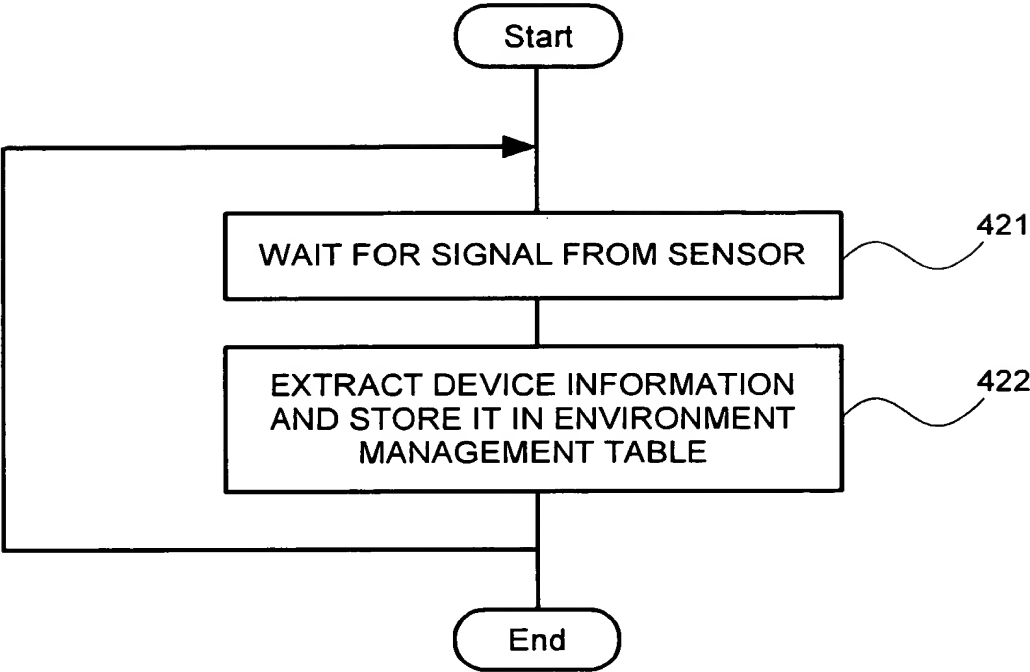 Start
WAIT FOR SIGNAL FROM SENSOR
421
EXTRACT DEVICE INFORMATION
AND STORE IT IN ENVIRONMENT
MANAGEMENT TABLE
422
End